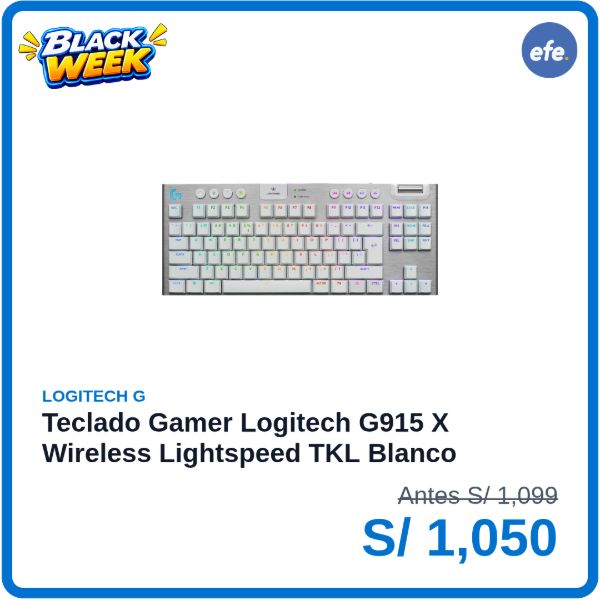 BLACK
WEEK
efe.
LOGITECH G
Teclado Gamer Logitech G915 X
Wireless Lightspeed TKL Blanco
Antes S/ 1,099
S/ 1,050